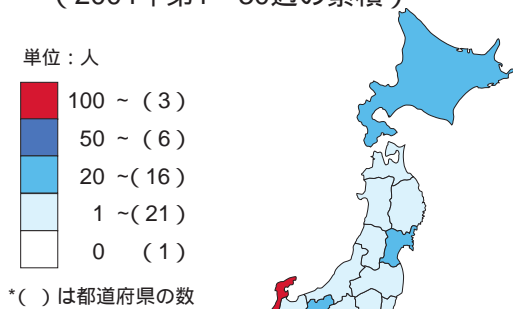 単位:人
100 ~ ( 3 )
50 ~ ( 6 )
20 ~( 16 )
1 ~( 21 )
0 ( 1 )
*( )は都道府県の数